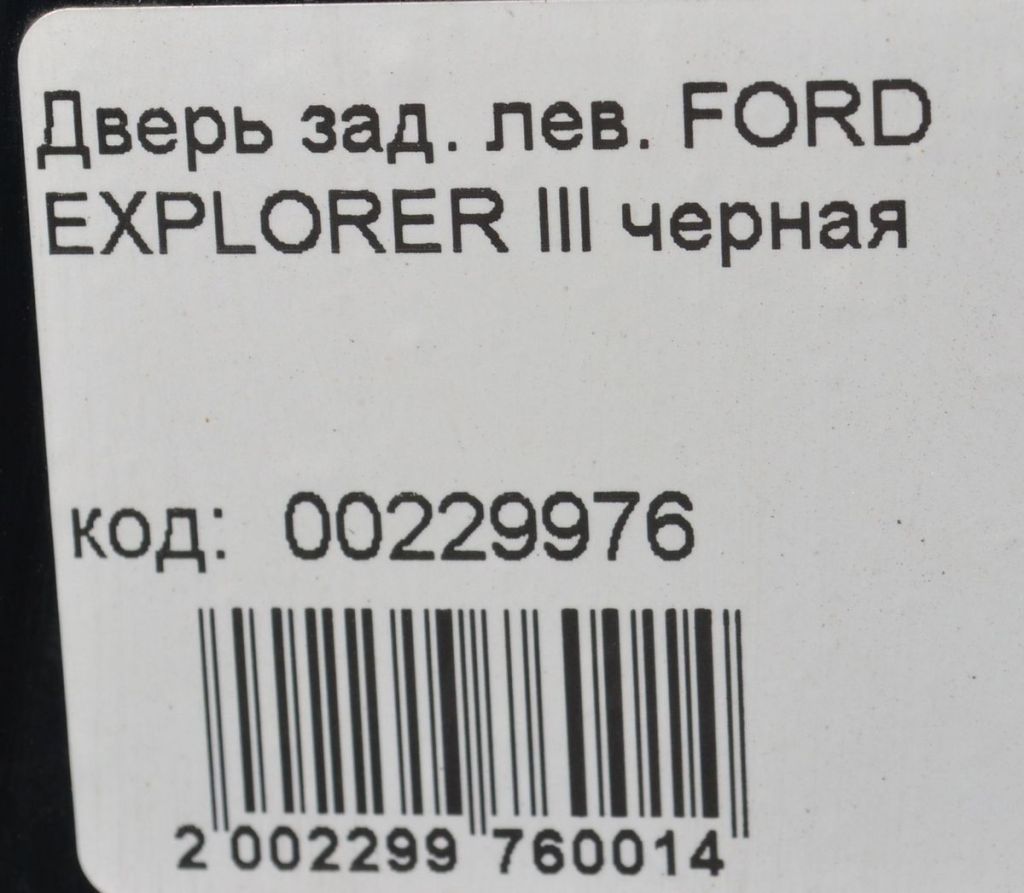 Дверь зад. лев. FORD
EXPLORER III черная
код: 00229976
2 002299 760014